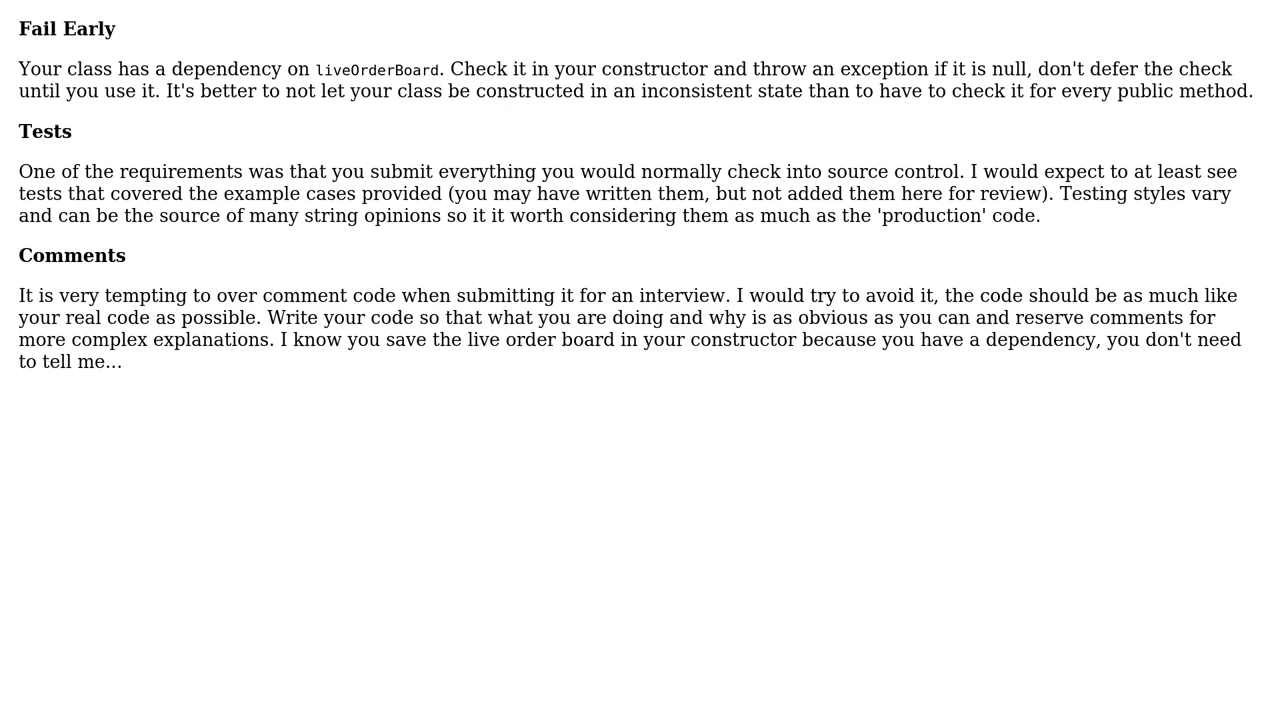 Fail Early
Your class has a dependency on liveOrderBoard. Check it in your constructor and throw an exception if it is null, don't defer the check
until you use it. It's better to not let your class be constructed in an inconsistent state than to have to check it for every public method.
Tests
One of the requirements was that you submit everything you would normally check into source control. I would expect to at least see
tests that covered the example cases provided (you may have written them, but not added them here for review). Testing styles vary
and can be the source of many string opinions so it it worth considering them as much as the 'production' code.
Comments
It is very tempting to over comment code when submitting it for an interview. I would try to avoid it, the code should be as much like
your real code as possible. Write your code so that what you are doing and why is as obvious as you can and reserve comments for
more complex explanations. I know you save the live order board in your constructor because you have a dependency, you don't need
to tell me...